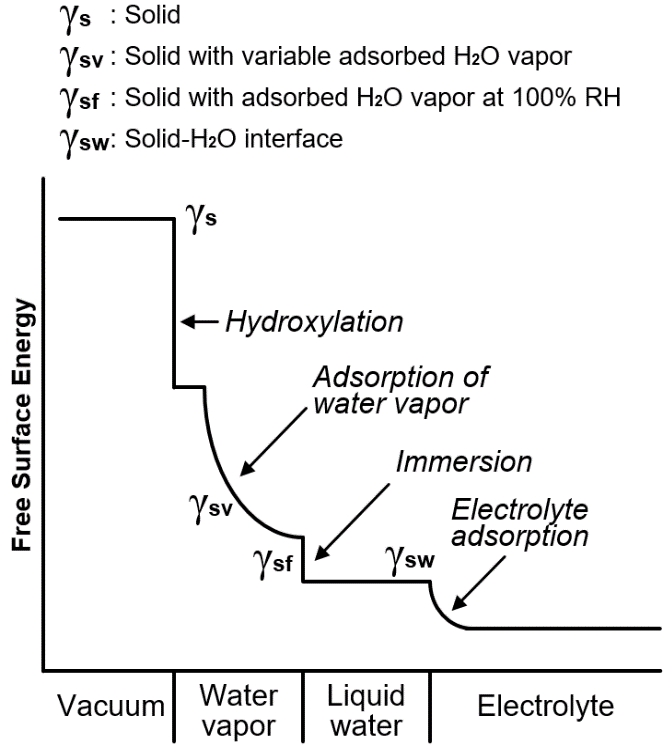 γs : Solid
γsv : Solid with variable adsorbed H2O vapor
γsf : Solid with adsorbed H2O vapor at 100% RH
γsw: Solid-H2O interface
γs
Hydroxylation
Adsorption of
water vapor
Immersion
Electrolyte
adsorption
γsv
γsf
γsw
Free Surface Energy
Vacuum
Water
vapor
Liquid
water
Electrolyte